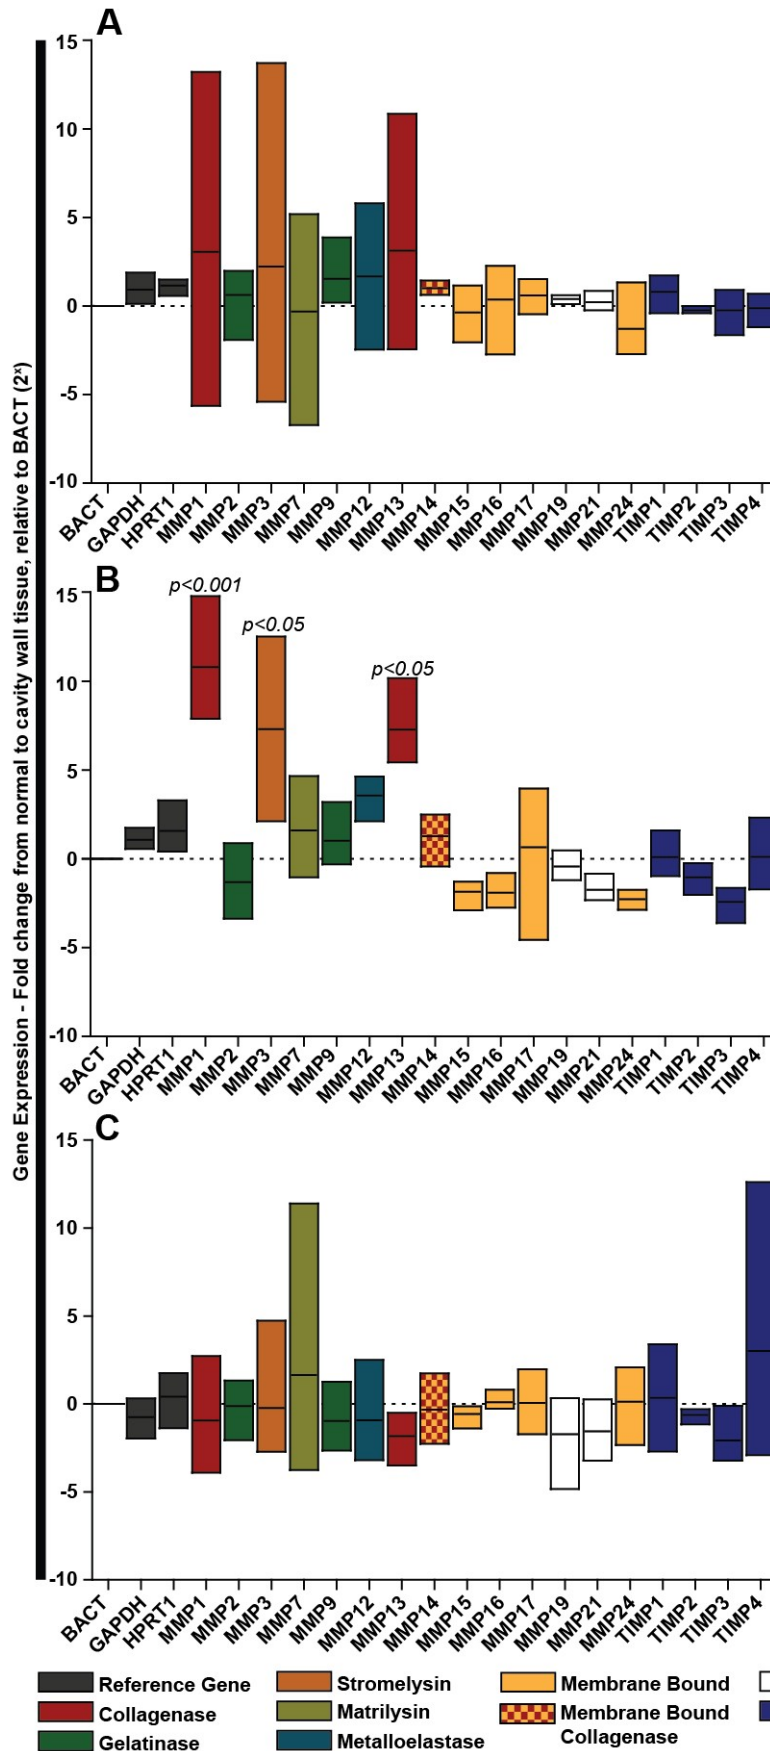 Gene Expression - Fold change from normal to cavity wall tissue, relative to BACT (2ˣ)
A
15
10
5
0
-5
-10
BACT
GAPDH
HPRT1
MMP1
MMP2
MMP3
MMP7
MMP9
MMP12
MMP13
MMP14
MMP15
MMP16
MMP17
MMP19
MMP21
MMP24
TIMP1
TIMP2
TIMP3
TIMP4
B
p<0.001
p<0.05
p<0.05
15
10
5
0
-5
-10
BACT
GAPDH
HPRT1
MMP1
MMP2
MMP3
MMP7
MMP9
MMP12
MMP13
MMP14
MMP15
MMP16
MMP17
MMP19
MMP21
MMP24
TIMP1
TIMP2
TIMP3
TIMP4
C
15
10
5
0
-5
-10
BACT
GAPDH
HPRT1
MMP1
MMP2
MMP3
MMP7
MMP9
MMP12
MMP13
MMP14
MMP15
MMP16
MMP17
MMP19
MMP21
MMP24
TIMP1
TIMP2
TIMP3
TIMP4
Reference Gene
Collagenase
Gelatinase
Stromelysin
Matrilysin
Metalloelastase
Membrane Bound
Membrane Bound
Collagenase